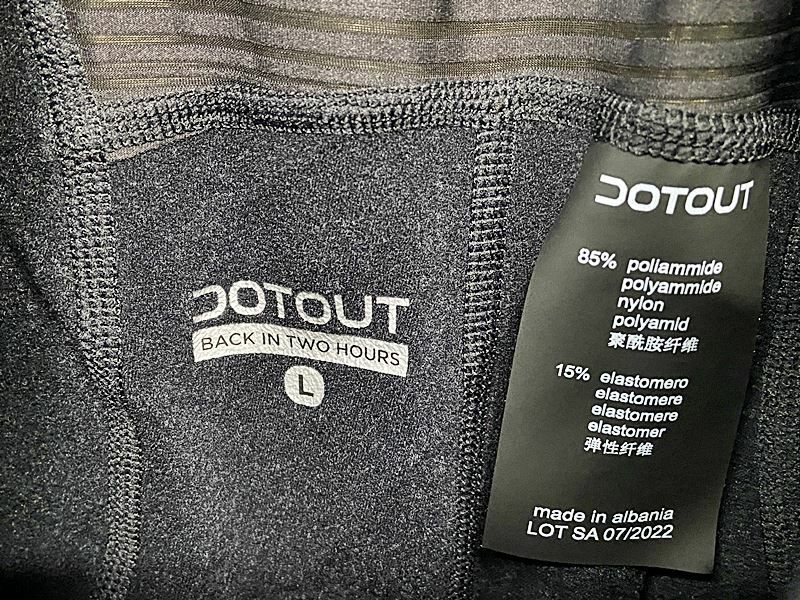 DOTOUT
BACK IN TWO HOURS
L
DOTOUT
85% poliammide
polyammide
nylon
polyamid
聚酰胺纤维
15% elastomero
elastomere
elastomere
elastomer
弹性纤维
made in albania
LOT SA 07/2022